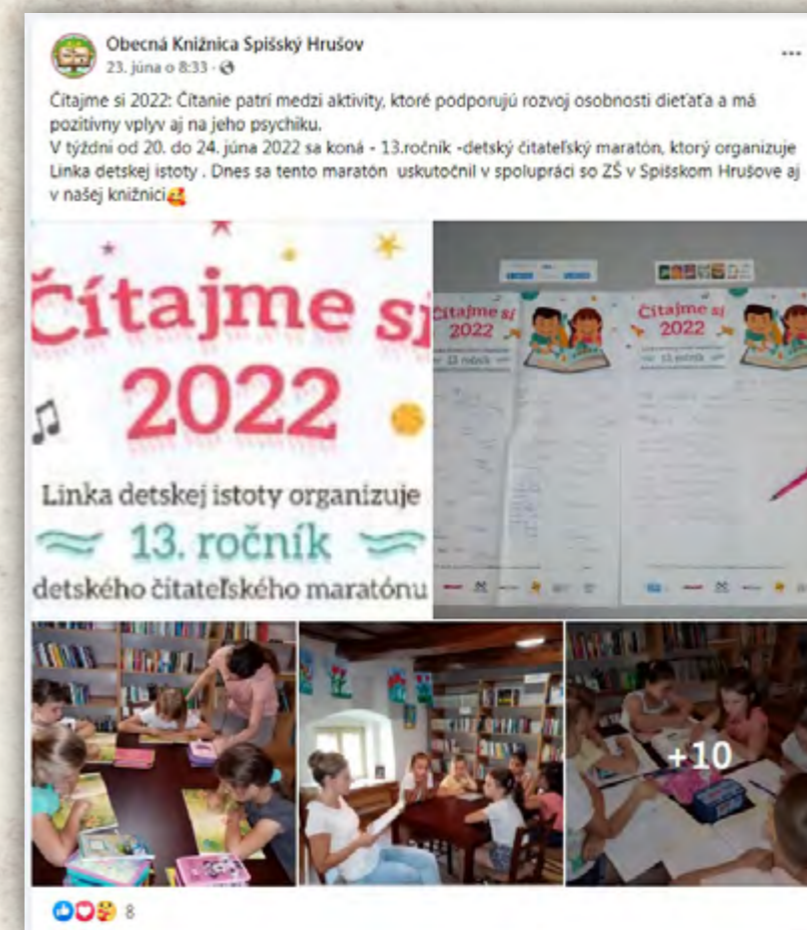 Obecná Knižnica Spišský Hrušov
23. júna o 8:33 ·
Čítajme si 2022: Čítanie patrí medzi aktivity, ktoré podporujú rozvoj osobnosti dieťaťa a má
pozitívny vplyv aj na jeho psychiku.
V týždni od 20. do 24. júna 2022 sa koná - 13.ročník -detský čitateľský maratón, ktorý organizuje
Linka detskej istoty . Dnes sa tento maratón uskutočnil v spolupráci so ZŠ v Spišskom Hrušove aj
v našej knižnici
Čítajme si
2022
Linka detskej istoty organizuje
13. ročník
detského čitateľského maratónu
Čítajme si
2022
13. ročník
Čítajme si
2022
13. ročník
+10
8